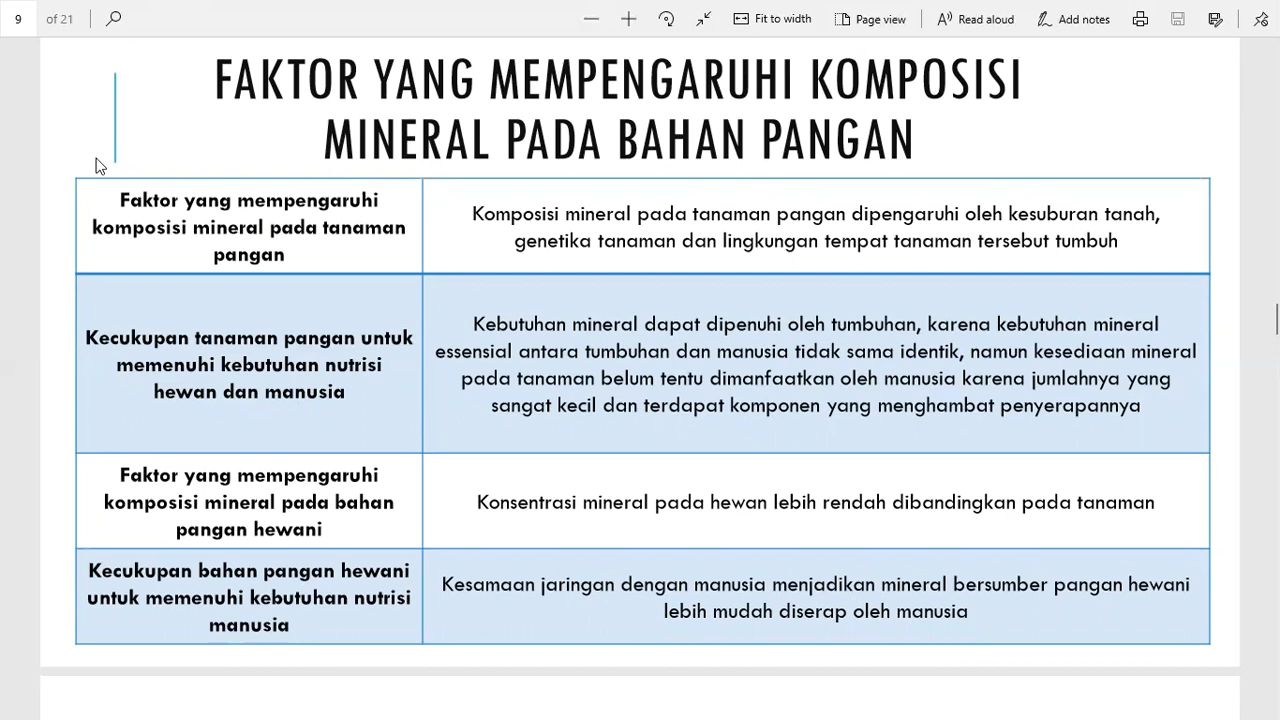 9 of 21 Fit to width Page view Read aloud Add notes
FAKTOR YANG MEMPENGARUHI KOMPOSISI
MINERAL PADA BAHAN PANGAN
Faktor yang mempengaruhi
komposisi mineral pada tanaman
pangan
Komposisi mineral pada tanaman pangan dipengaruhi oleh kesuburan tanah,
genetika tanaman dan lingkungan tempat tanaman tersebut tumbuh
Kecukupan tanaman pangan untuk
memenuhi kebutuhan nutrisi
hewan dan manusia
Kebutuhan mineral dapat dipenuhi oleh tumbuhan, karena kebutuhan mineral
essensial antara tumbuhan dan manusia tidak sama identik, namun kesediaan mineral
pada tanaman belum tentu dimanfaatkan oleh manusia karena jumlahnya yang
sangat kecil dan terdapat komponen yang menghambat penyerapannya
Faktor yang mempengaruhi
komposisi mineral pada bahan
pangan hewani
Konsentrasi mineral pada hewan lebih rendah dibandingkan pada tanaman
Kecukupan bahan pangan hewani
untuk memenuhi kebutuhan nutrisi
manusia
Kesamaan jaringan dengan manusia menjadikan mineral bersumber pangan hewani
lebih mudah diserap oleh manusia